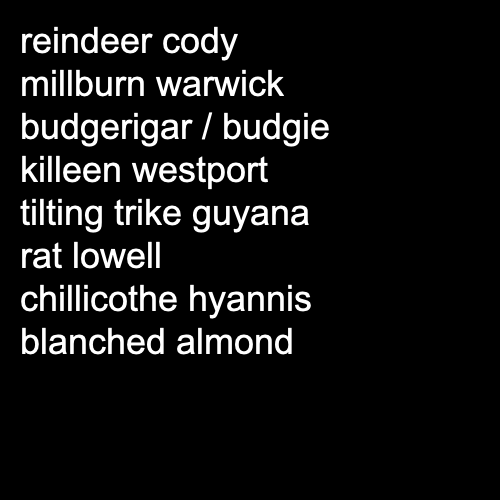 reindeer cody
millburn warwick
budgerigar / budgie
killeen westport
tilting trike guyana
rat lowell
chillicothe hyannis
blanched almond